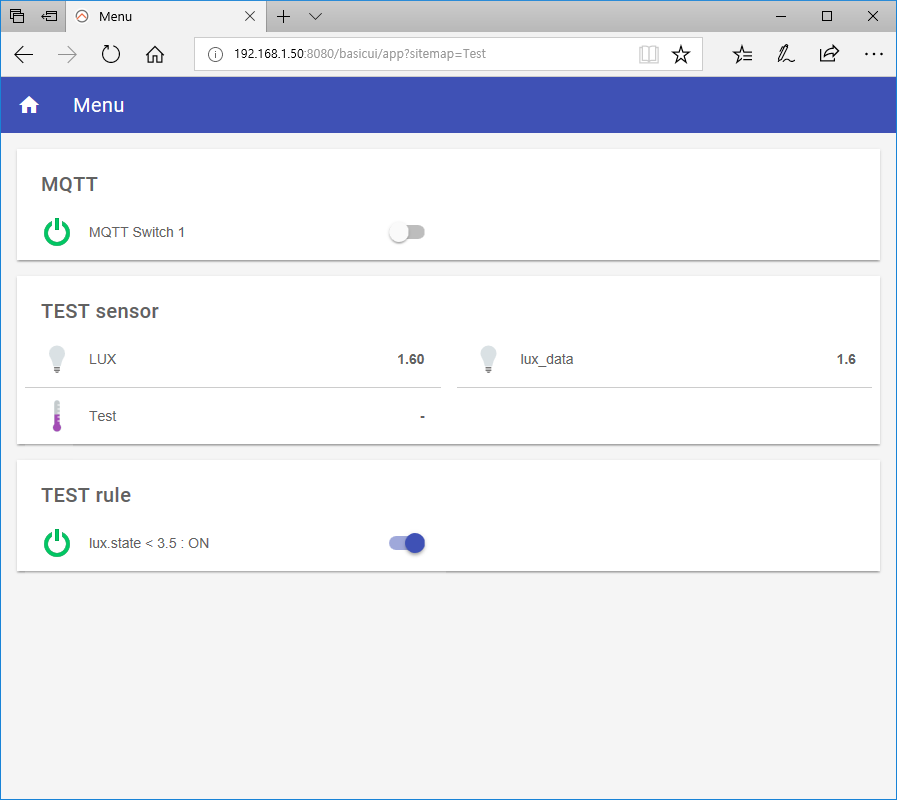 Menu
192.168.1.50:8080/basicui/app?sitemap=Test
Menu
MQTT
MQTT Switch 1
TEST sensor
LUX 1.60 lux_data 1.6
Test -
TEST rule
lux.state < 3.5 : ON